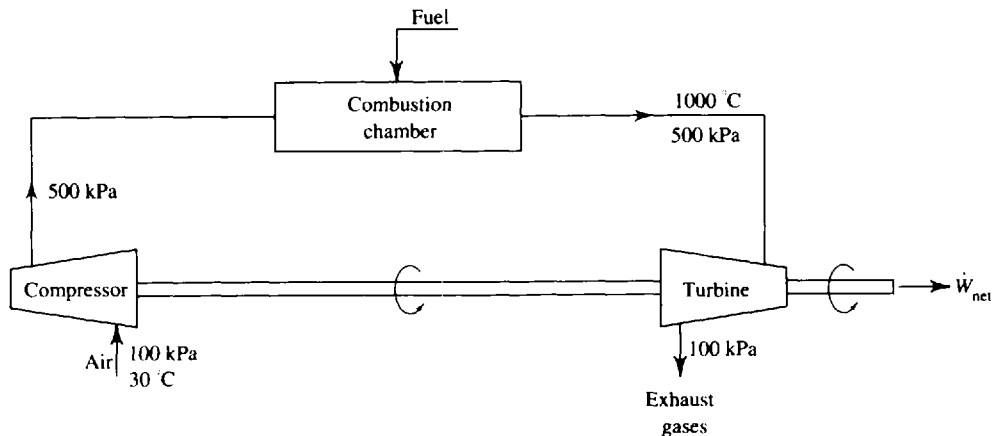 Fuel
Combustion
chamber
1000 °C
500 kPa
500 kPa
Compressor
Turbine
Ẇnet
Air
100 kPa
30 °C
100 kPa
Exhaust
gases